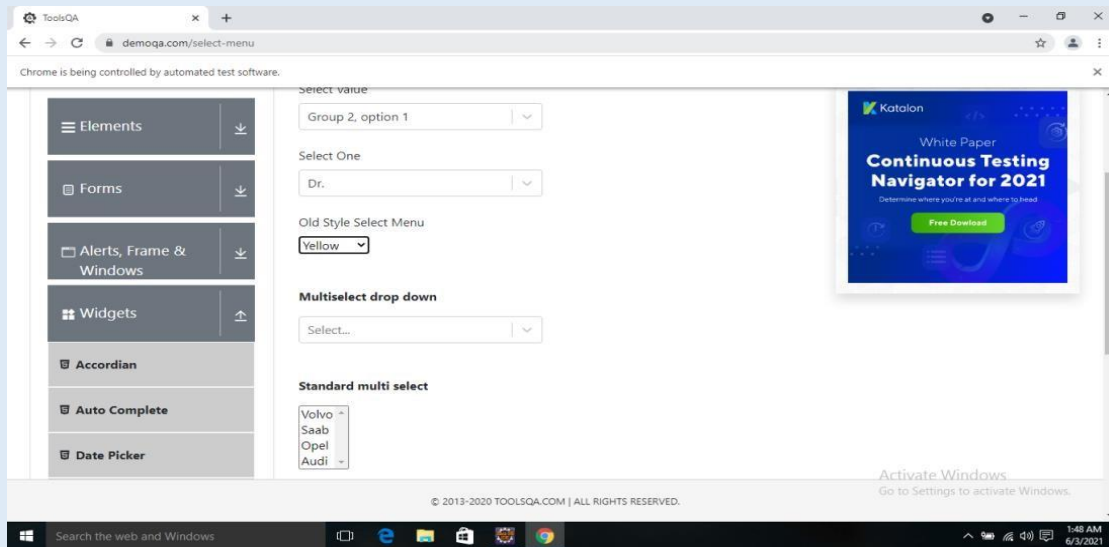 ToolsQA
demoqa.com/select-menu
Chrome is being controlled by automated test software.
Elements
Forms
Alerts, Frame &
Windows
Widgets
Accordian
Auto Complete
Date Picker
Select Value
Group 2, option 1
Select One
Dr.
Old Style Select Menu
Yellow
Multiselect drop down
Select...
Standard multi select
Volvo
Saab
Opel
Audi
Katalon
White Paper
Continuous Testing
Navigator for 2021
Determine where you're at and where to head
Free Dowload
Activate Windows
Go to Settings to activate Windows.
© 2013-2020 TOOLSQA.COM | ALL RIGHTS RESERVED.
Search the web and Windows
1:48 AM
6/3/2021